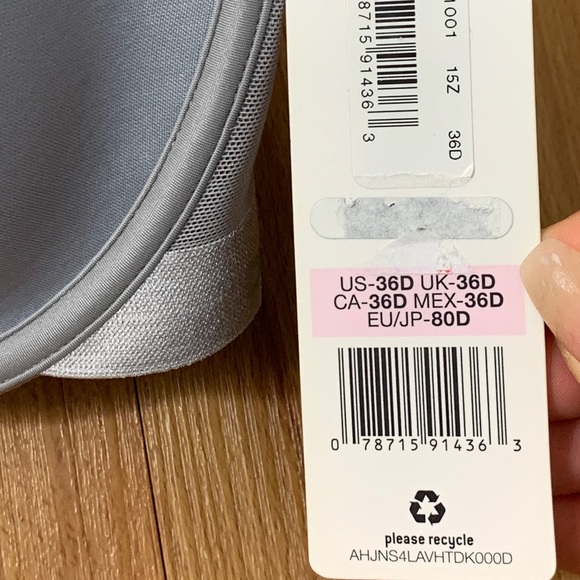 1001 15Z 36D
78715 91436 3
US-36D UK-36D
CA-36D MEX-36D
EU/JP-80D
0 78715 91436 3
please recycle
AHJNS4LAVHTDK000D